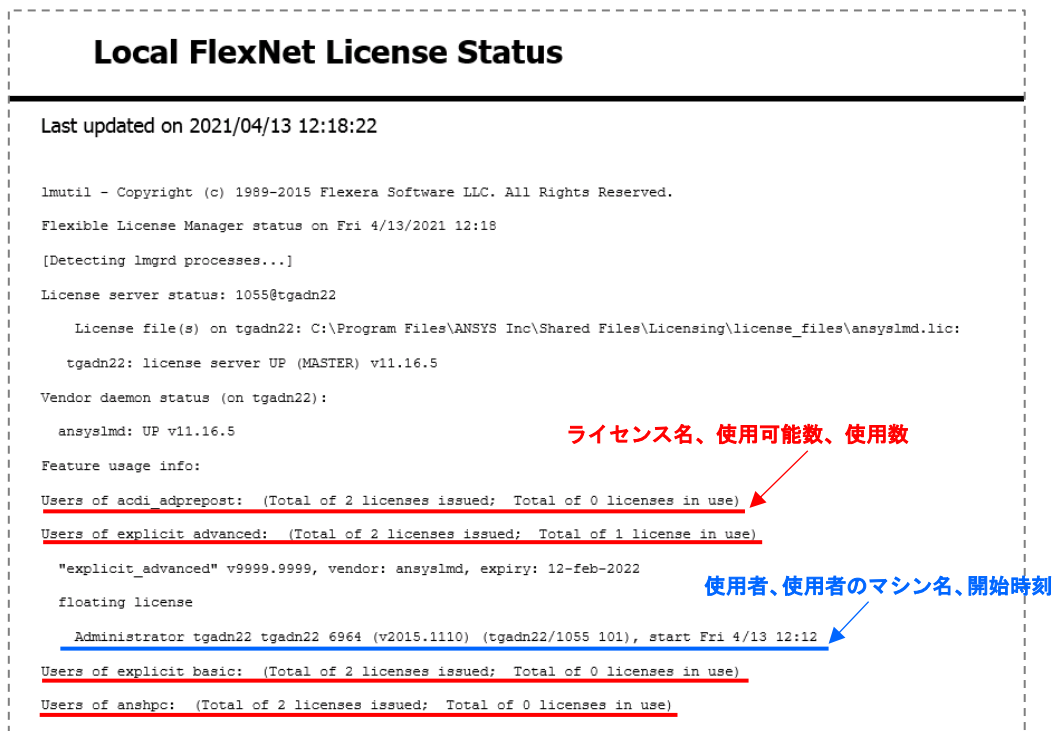 Local FlexNet License Status
Last updated on 2021/04/13 12:18:22
lmutil - Copyright (c) 1989-2015 Flexera Software LLC. All Rights Reserved.
Flexible License Manager status on Fri 4/13/2021 12:18
[Detecting lmgrd processes...]
License server status: 1055@tgadn22
License file(s) on tgadn22: C:\Program Files\ANSYS Inc\Shared Files\Licensing\license_files\ansyslmd.lic:
tgadn22: license server UP (MASTER) v11.16.5
Vendor daemon status (on tgadn22):
ansyslmd: UP v11.16.5
ライセンス名、使用可能数、使用数
Feature usage info:
Users of acdi_adprepost:  (Total of 2 licenses issued;  Total of 0 licenses in use)
Users of explicit advanced:  (Total of 2 licenses issued;  Total of 1 license in use)
"explicit_advanced" v9999.9999, vendor: ansyslmd, expiry: 12-feb-2022
使用者、使用者のマシン名、開始時刻
floating license
Administrator tgadn22 tgadn22 6964 (v2015.1110) (tgadn22/1055 101), start Fri 4/13 12:12
Users of explicit basic:  (Total of 2 licenses issued;  Total of 0 licenses in use)
Users of anshpc:  (Total of 2 licenses issued;  Total of 0 licenses in use)